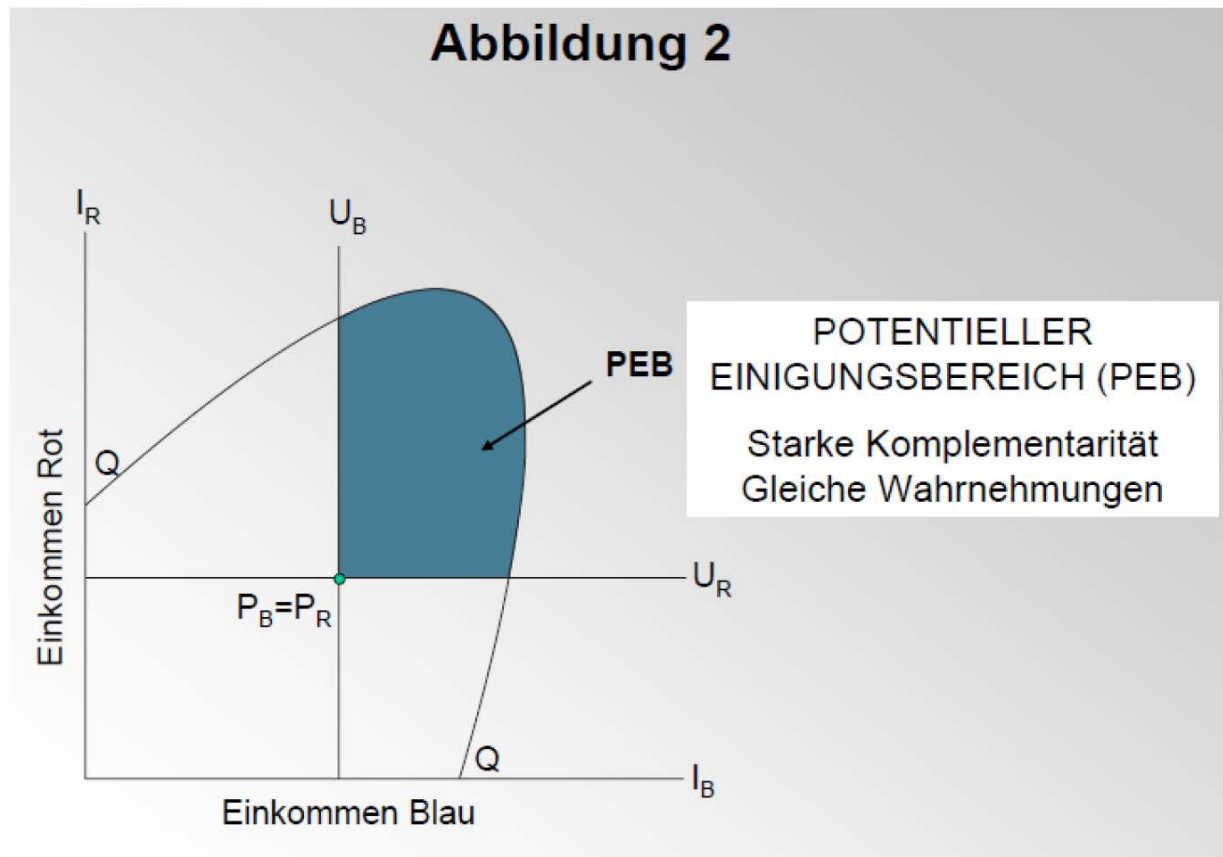 Abbildung 2
I_R
U_B
POTENTIELLER
EINIGUNGSBEREICH (PEB)
Starke Komplementarität
Gleiche Wahrnehmungen
PEB
Q
Einkommen Rot
U_R
P_B=P_R
Q
I_B
Einkommen Blau